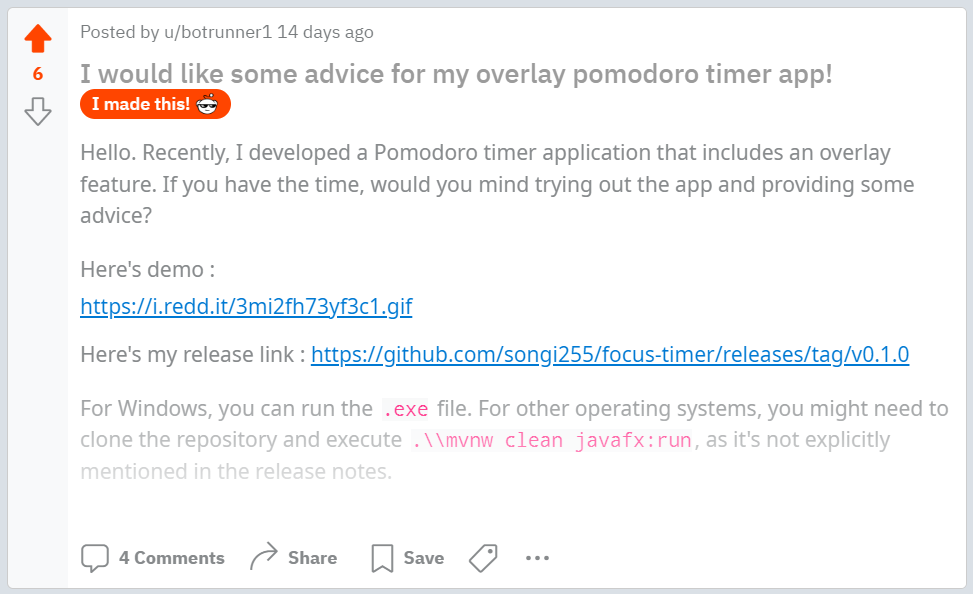 Posted by u/botrunner1 14 days ago
6
I would like some advice for my overlay pomodoro timer app!
I made this!
Hello. Recently, I developed a Pomodoro timer application that includes an overlay
feature. If you have the time, would you mind trying out the app and providing some
advice?
Here's demo :
https://i.redd.it/3mi2fh73yf3c1.gif
Here's my release link : https://github.com/songi255/focus-timer/releases/tag/v0.1.0
For Windows, you can run the .exe file. For other operating systems, you might need to
clone the repository and execute .\\mvnw clean javafx:run, as it's not explicitly
mentioned in the release notes.
4 Comments Share Save